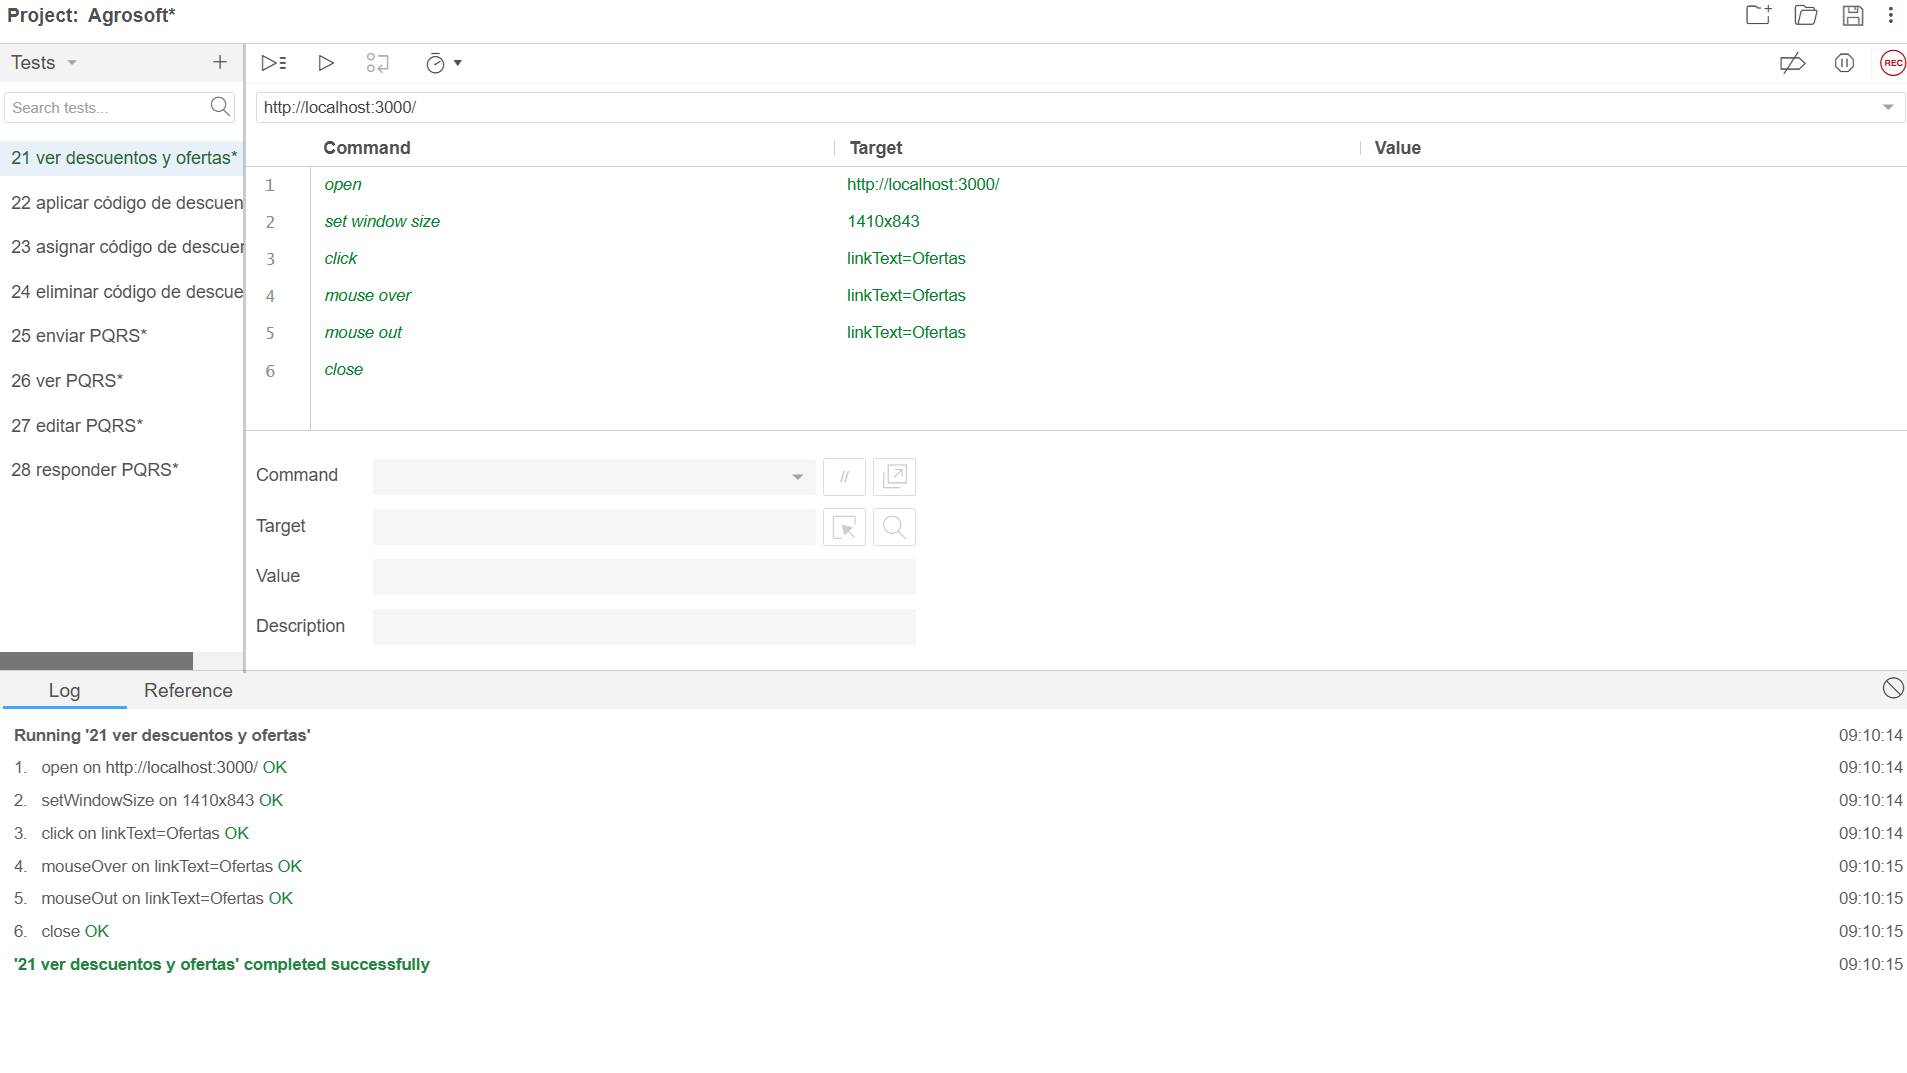 Project: Agrosoft*
Tests
Search tests...
21 ver descuentos y ofertas*
22 aplicar código de descuen
23 asignar código de descuen
24 eliminar código de descue
25 enviar PQRS*
26 ver PQRS*
27 editar PQRS*
28 responder PQRS*
REC
http://localhost:3000/
Command Target Value
1 open http://localhost:3000/
2 set window size 1410x843
3 click linkText=Ofertas
4 mouse over linkText=Ofertas
5 mouse out linkText=Ofertas
6 close
Command //
Target
Value
Description
Log Reference
Running '21 ver descuentos y ofertas' 09:10:14
1. open on http://localhost:3000/ OK 09:10:14
2. setWindowSize on 1410x843 OK 09:10:14
3. click on linkText=Ofertas OK 09:10:14
4. mouseOver on linkText=Ofertas OK 09:10:15
5. mouseOut on linkText=Ofertas OK 09:10:15
6. close OK 09:10:15
'21 ver descuentos y ofertas' completed successfully 09:10:15